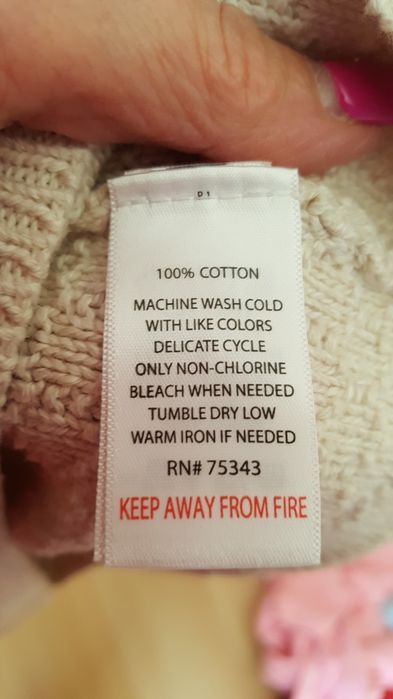 P1
100% COTTON
MACHINE WASH COLD
WITH LIKE COLORS
DELICATE CYCLE
ONLY NON-CHLORINE
BLEACH WHEN NEEDED
TUMBLE DRY LOW
WARM IRON IF NEEDED
RN# 75343
KEEP AWAY FROM FIRE